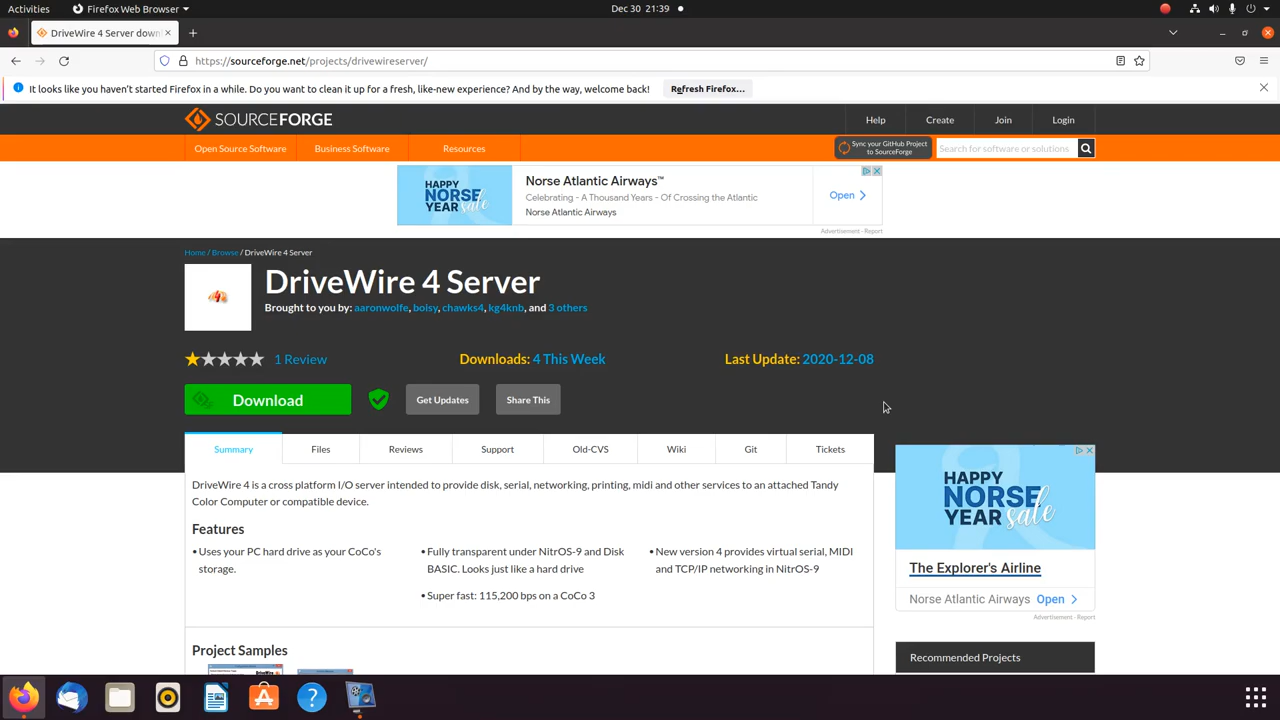 Activities
Firefox Web Browser
Dec 30 21:39
DriveWire 4 Server down
https://sourceforge.net/projects/drivewireserver/
It looks like you haven't started Firefox in a while. Do you want to clean it up for a fresh, like-new experience? And by the way, welcome back!
Refresh Firefox...
SOURCEFORGE
Help
Create
Join
Login
Open Source Software
Business Software
Resources
Sync your GitHub Project
to SourceForge
Search for software or solutions
HAPPY
NORSE
YEAR sale
Norse Atlantic Airways™
Celebrating - A Thousand Years - Of Crossing the Atlantic
Norse Atlantic Airways
Open
Advertisement - Report
Home / Browse / DriveWire 4 Server
DriveWire 4 Server
Brought to you by: aaronwolfe, boisy, chawks4, kg4knb, and 3 others
1 Review
Downloads: 4 This Week
Last Update: 2020-12-08
Download
Get Updates
Share This
Summary
Files
Reviews
Support
Old-CVS
Wiki
Git
Tickets
DriveWire 4 is a cross platform I/O server intended to provide disk, serial, networking, printing, midi and other services to an attached Tandy
Color Computer or compatible device.
Features
• Uses your PC hard drive as your CoCo's
storage.
• Fully transparent under NitrOS-9 and Disk
BASIC. Looks just like a hard drive
• Super fast: 115,200 bps on a CoCo 3
• New version 4 provides virtual serial, MIDI
and TCP/IP networking in NitrOS-9
Project Samples
HAPPY
NORSE
YEAR sale
The Explorer's Airline
Norse Atlantic Airways
Open
Advertisement - Report
Recommended Projects